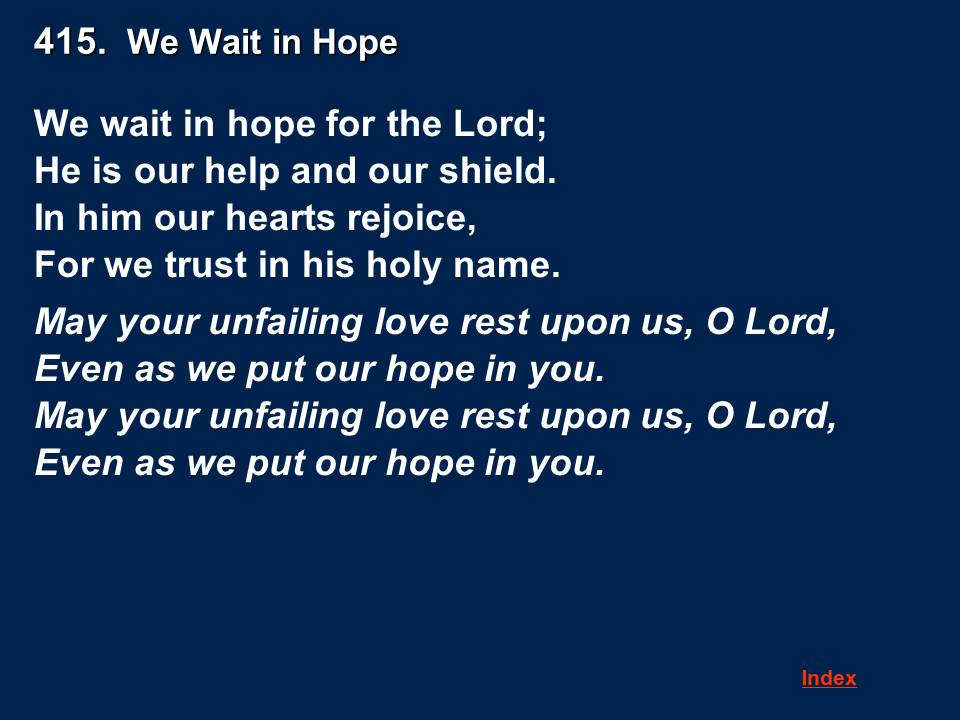 415. We Wait in Hope
We wait in hope for the Lord;
He is our help and our shield.
In him our hearts rejoice,
For we trust in his holy name.
May your unfailing love rest upon us, O Lord,
Even as we put our hope in you.
May your unfailing love rest upon us, O Lord,
Even as we put our hope in you.
Index